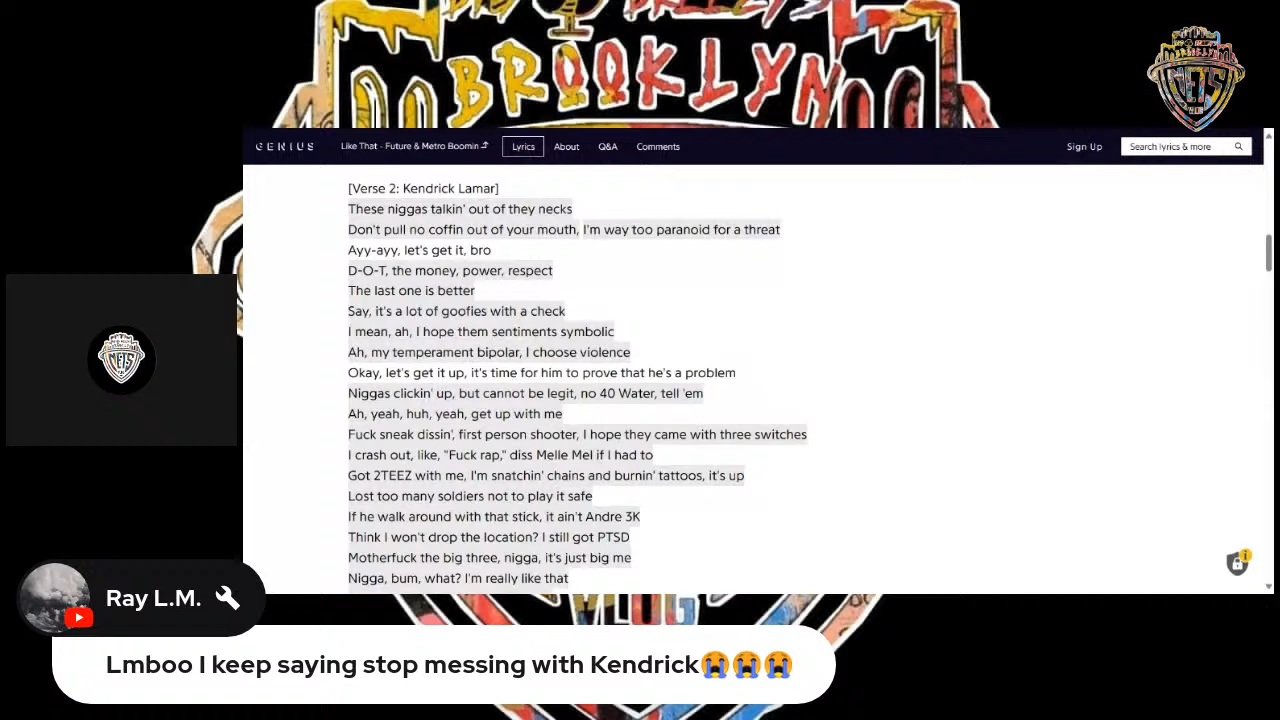 BROOKLYN
NETS
GENIUS
Like That - Future & Metro Boomin
Lyrics
About
Q&A
Comments
Sign Up
Search lyrics & more
[Verse 2: Kendrick Lamar]
These niggas talkin' out of they necks
Don't pull no coffin out of your mouth, I'm way too paranoid for a threat
Ayy-ayy, let's get it, bro
D-O-T, the money, power, respect
The last one is better
Say, it's a lot of goofies with a check
I mean, ah, I hope them sentiments symbolic
Ah, my temperament bipolar, I choose violence
Okay, let's get it up, it's time for him to prove that he's a problem
Niggas clickin' up, but cannot be legit, no 40 Water, tell 'em
Ah, yeah, huh, yeah, get up with me
Fuck sneak dissin', first person shooter, I hope they came with three switches
I crash out, like, "Fuck rap," diss Melle Mel if I had to
Got 2TEEZ with me, I'm snatchin' chains and burnin' tattoos, it's up
Lost too many soldiers not to play it safe
If he walk around with that stick, it ain't Andre 3K
Think I won't drop the location? I still got PTSD
Motherfuck the big three, nigga, it's just big me
Nigga, bum, what? I'm really like that
NETS
VLOG
Ray L.M.
Lmboo I keep saying stop messing with Kendrick😭😭😭